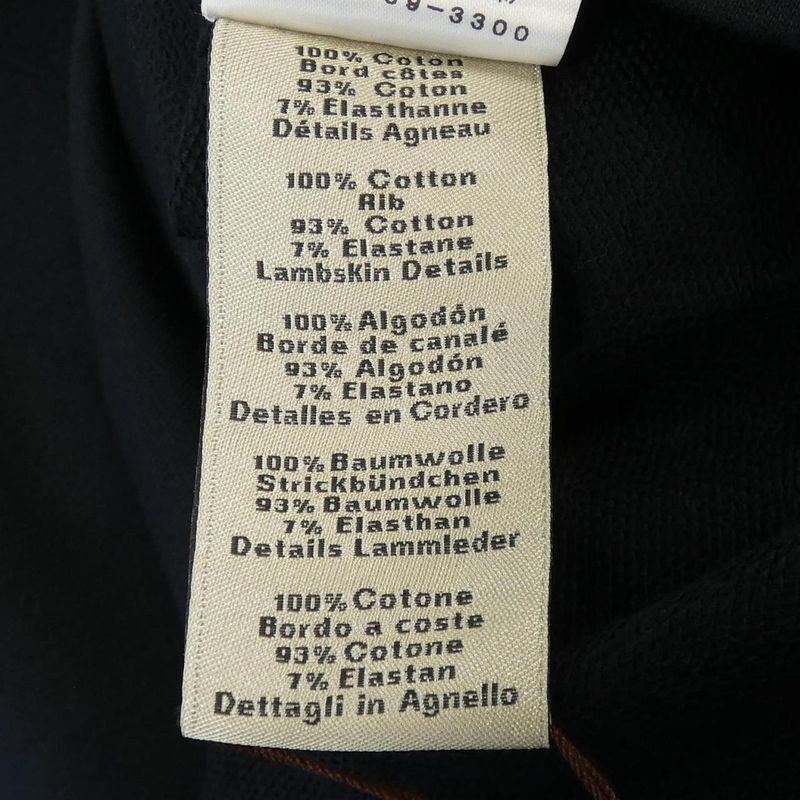 9-3300
100% Coton
Bord côtes
93% Coton
7% Elasthanne
Détails Agneau
100% Cotton
Rib
93% Cotton
7% Elastane
Lambskin Details
100% Algodón
Borde de canalé
93% Algodón
7% Elastano
Detalles en Cordero
100% Baumwolle
Strickbündchen
93% Baumwolle
7% Elasthan
Details Lammleder
100% Cotone
Bordo a coste
93% Cotone
7% Elastan
Dettagli in Agnello